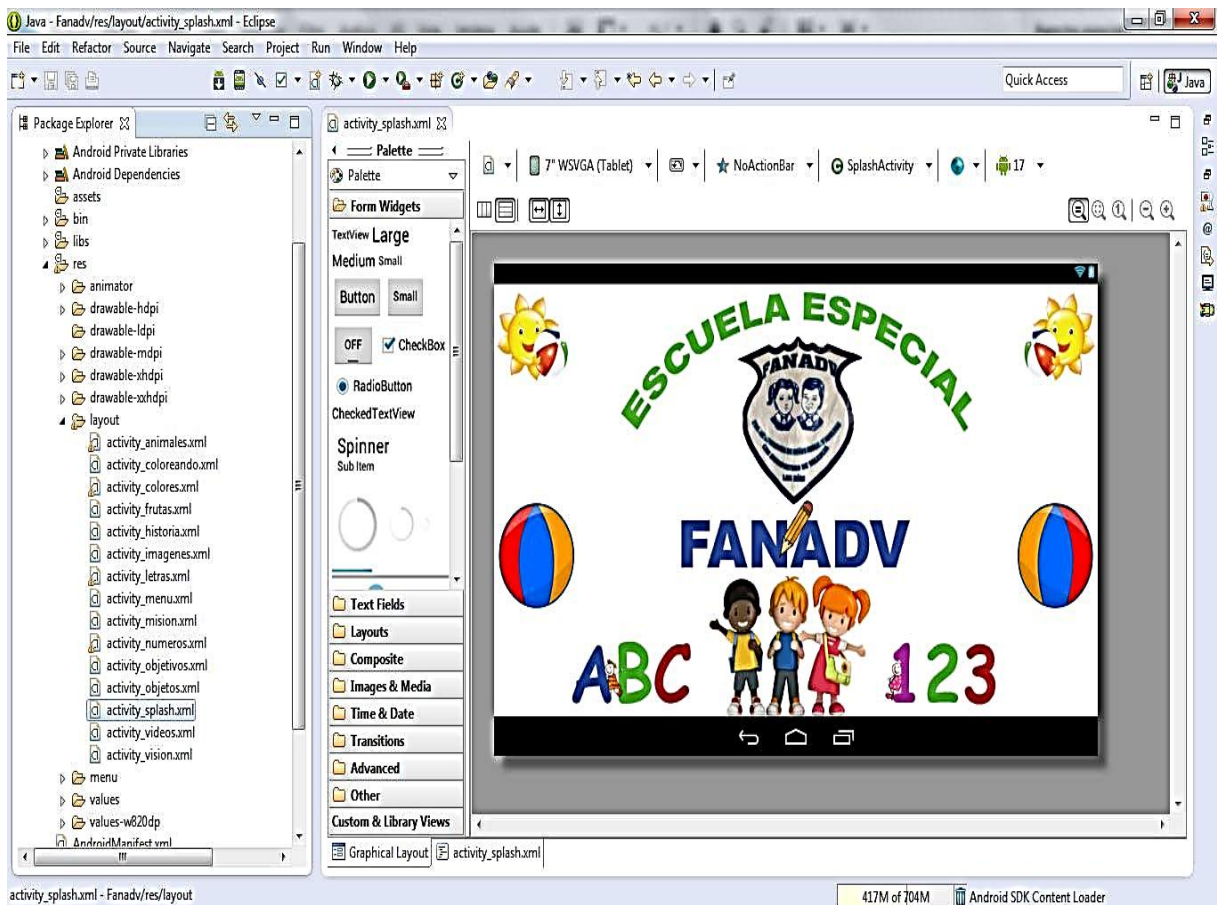 Java - Fanadv/res/layout/activity_splash.xml - Eclipse
File Edit Refactor Source Navigate Search Project Run Window Help
Quick Access
Java
Package Explorer
Android Private Libraries
Android Dependencies
assets
bin
libs
res
animator
drawable-hdpi
drawable-ldpi
drawable-mdpi
drawable-xhdpi
drawable-xxhdpi
layout
activity_animales.xml
activity_coloreando.xml
activity_colores.xml
activity_frutas.xml
activity_historia.xml
activity_imagenes.xml
activity_letras.xml
activity_menu.xml
activity_mision.xml
activity_numeros.xml
activity_objetivos.xml
activity_objetos.xml
activity_splash.xml
activity_videos.xml
activity_vision.xml
menu
values
values-w820dp
AndroidManifest.xml
activity_splash.xml
Palette
Palette
Form Widgets
TextView Large
Medium Small
Button Small
OFF CheckBox
RadioButton
CheckedTextView
Spinner
Sub Item
Text Fields
Layouts
Composite
Images & Media
Time & Date
Transitions
Advanced
Other
Custom & Library Views
Graphical Layout activity_splash.xml
7" WSVGA (Tablet) NoActionBar SplashActivity 17
ESCUELA ESPECIAL
FANADV
FANADV
ABC 123
activity_splash.xml - Fanadv/res/layout
417M of 704M Android SDK Content Loader